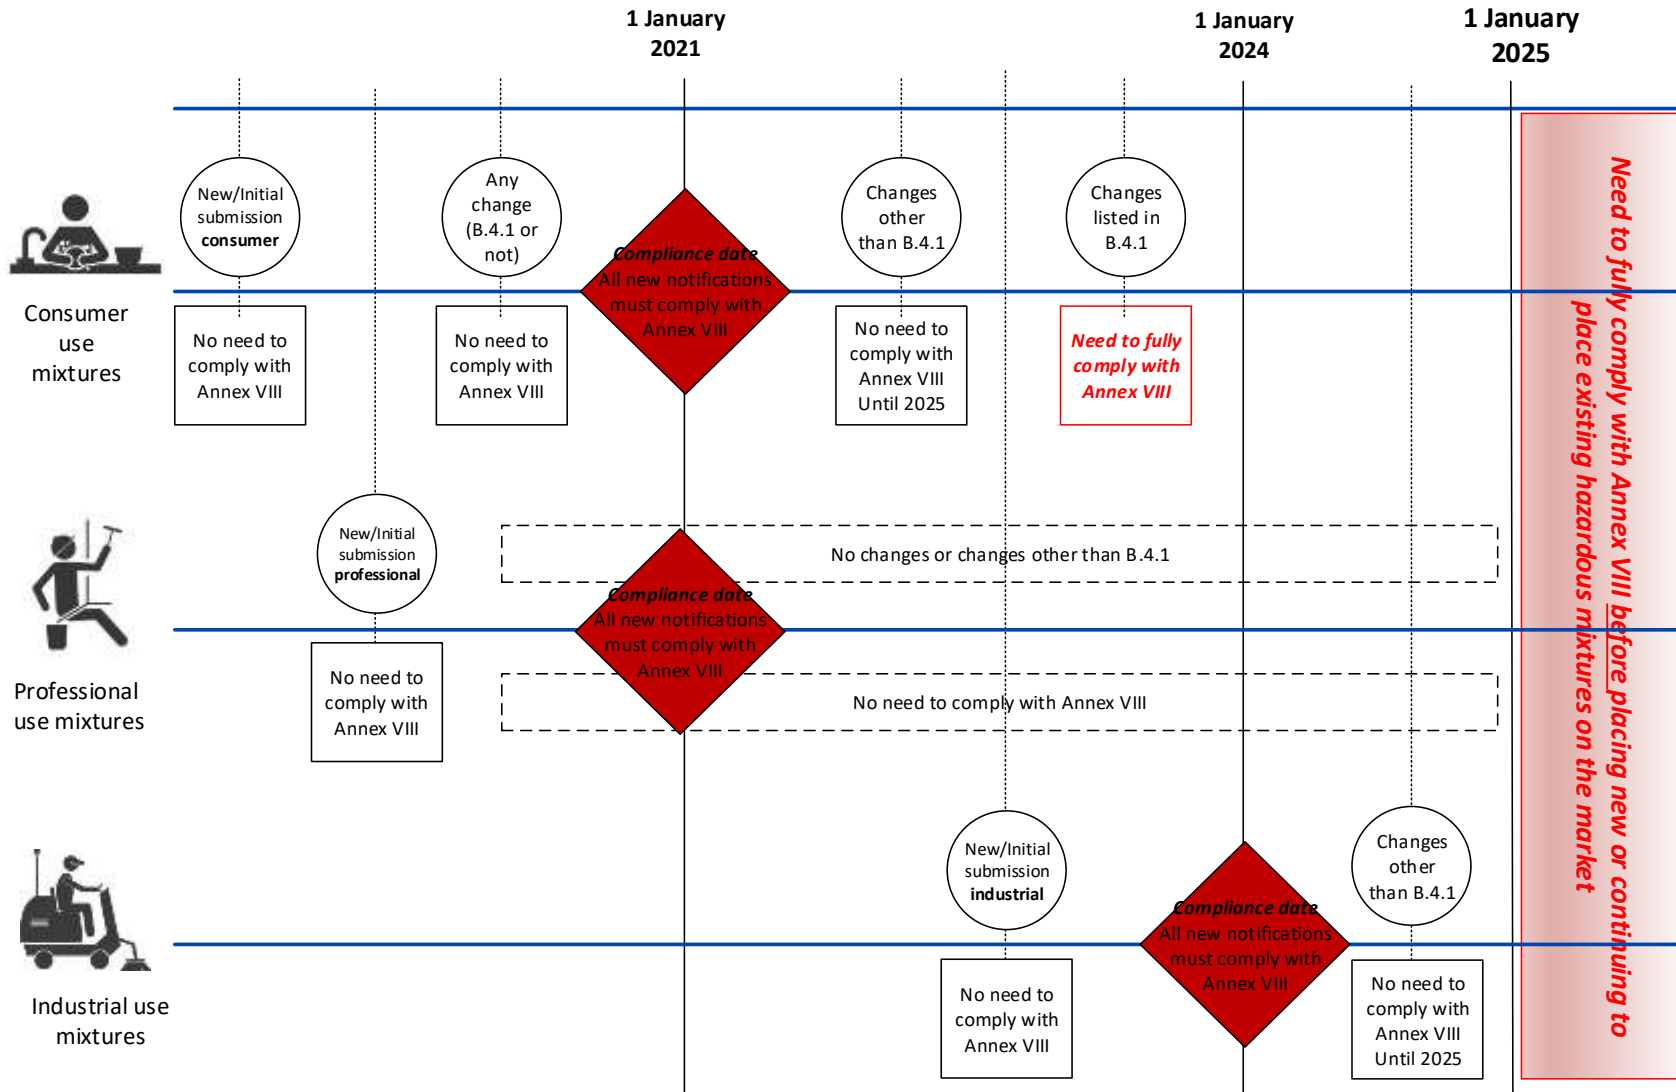 1 January
2021
1 January
2024
1 January
2025
New/Initial
submission
consumer
Any
change
(B.4.1 or
not)
Changes
other
than B.4.1
Changes
listed in
B.4.1
Compliance date
All new notifications
must comply with
Annex VIII
Consumer
use
mixtures
No need to
comply with
Annex VIII
No need to
comply with
Annex VIII
No need to
comply with
Annex VIII
Until 2025
Need to fully
comply with
Annex VIII
New/Initial
submission
professional
No changes or changes other than B.4.1
Compliance date
All new notifications
must comply with
Annex VIII
Professional
use mixtures
No need to
comply with
Annex VIII
No need to comply with Annex VIII
New/Initial
submission
industrial
Changes
other
than B.4.1
Compliance date
All new notifications
must comply with
Annex VIII
Industrial use
mixtures
No need to
comply with
Annex VIII
No need to
comply with
Annex VIII
Until 2025
Need to fully comply with Annex VIII before placing new or continuing to
place existing hazardous mixtures on the market